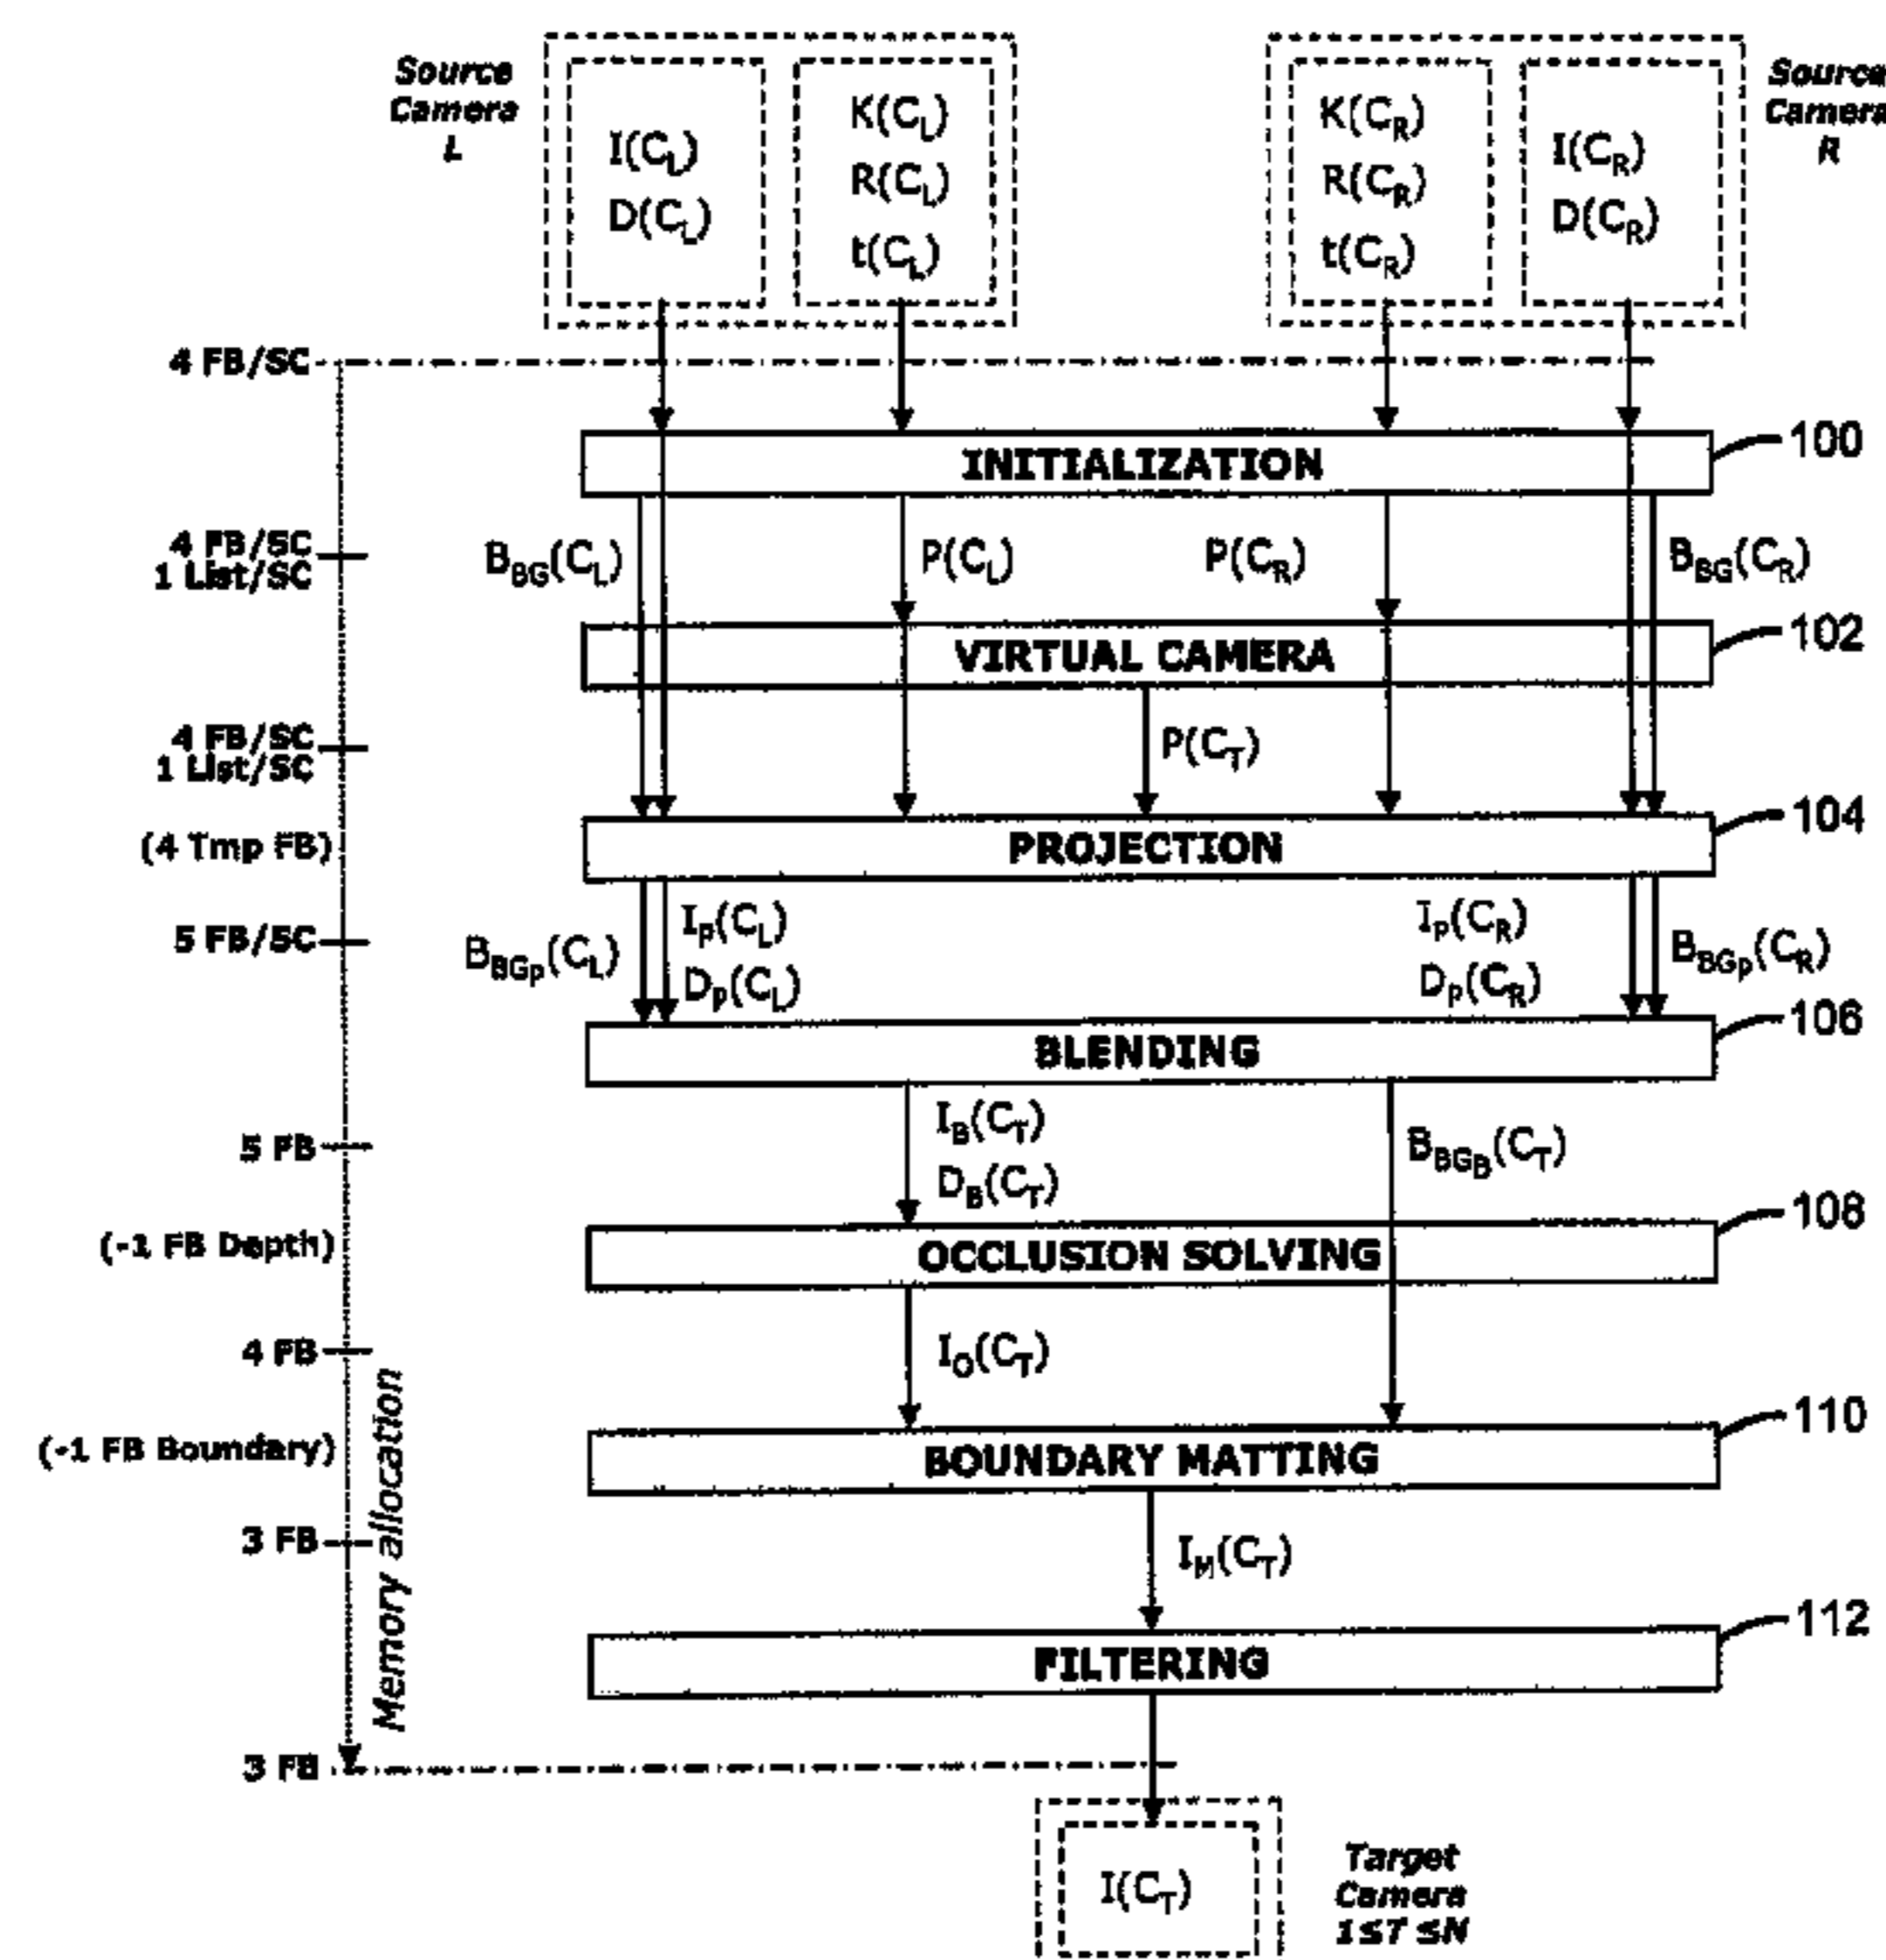 Source
Camera
L
I(C_L)
D(C_L)
K(C_L)
R(C_L)
t(C_L)
K(C_R)
R(C_R)
t(C_R)
I(C_R)
D(C_R)
Source
Camera
R
4 FB/SC
INITIALIZATION
100
4 FB/SC
1 List/SC
B_BG(C_L)
P(C_L)
P(C_R)
B_BG(C_R)
VIRTUAL CAMERA
102
4 FB/SC
1 List/SC
P(C_T)
(4 Tmp FB)
PROJECTION
104
5 FB/SC
B_BGp(C_L)
I_p(C_L)
D_p(C_L)
I_p(C_R)
D_p(C_R)
B_BGp(C_R)
BLENDING
106
5 FB
I_B(C_T)
D_B(C_T)
B_BGB(C_T)
(-1 FB Depth)
OCCLUSION SOLVING
108
4 FB
I_O(C_T)
(-1 FB Boundary)
BOUNDARY MATTING
110
3 FB
Memory allocation
I_M(C_T)
FILTERING
112
3 FB
I(C_T)
Target
Camera
1≤T≤N